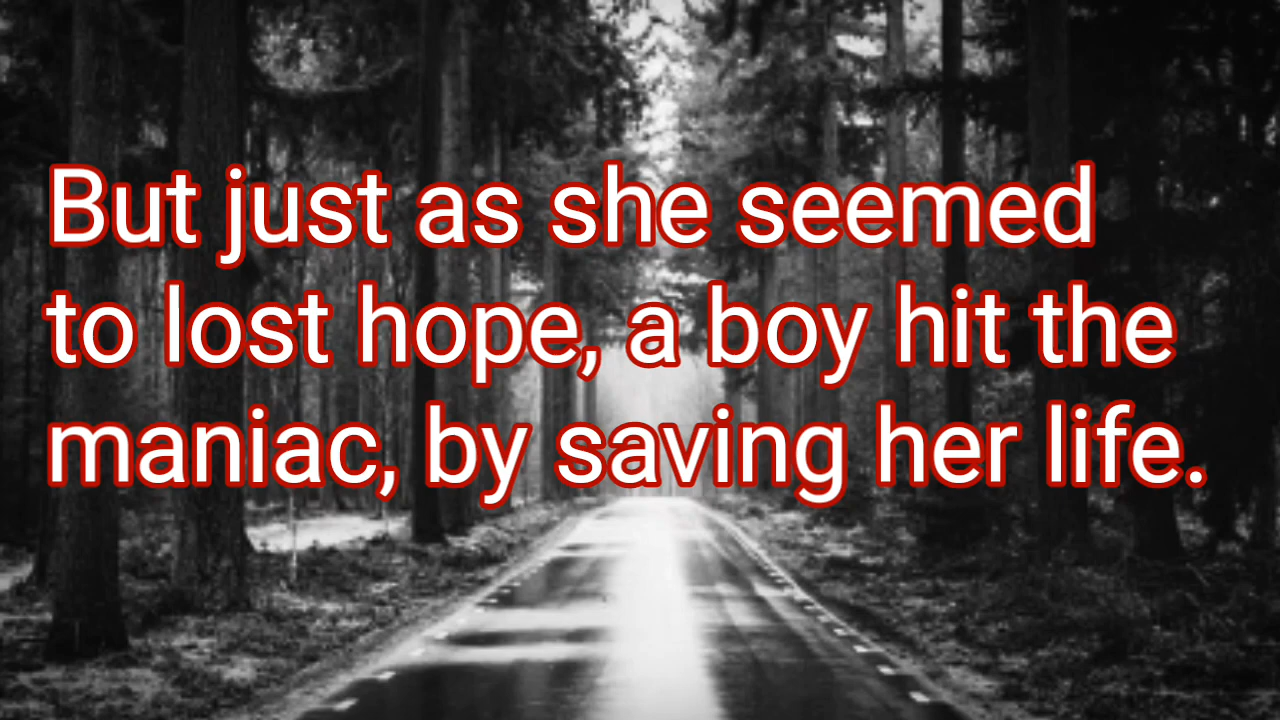 But just as she seemed
to lost hope, a boy hit the
maniac, by saving her life.